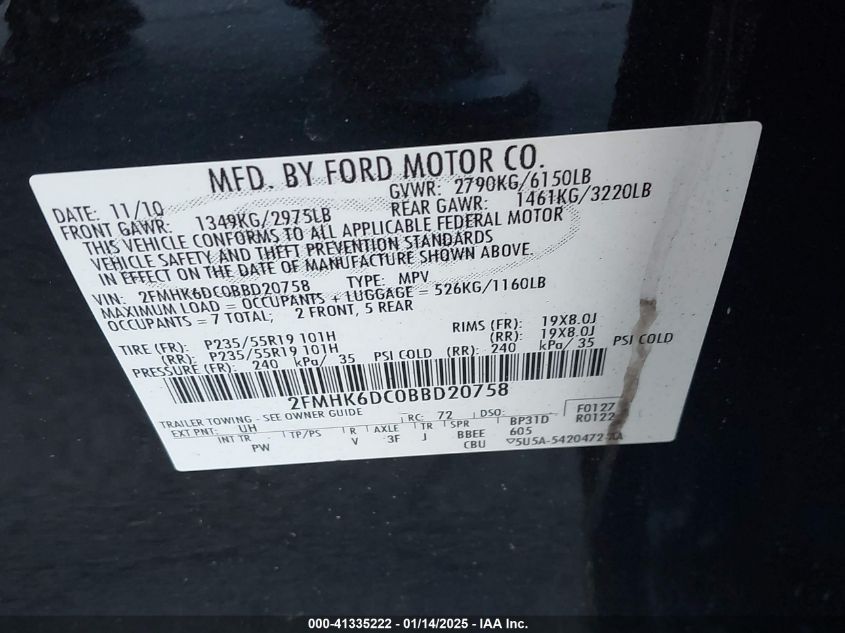 MFD. BY FORD MOTOR CO.
DATE: 11/10 GVWR: 2790KG/6150LB
FRONT GAWR: 1349KG/2975LB REAR GAWR: 1461KG/3220LB
THIS VEHICLE CONFORMS TO ALL APPLICABLE FEDERAL MOTOR
VEHICLE SAFETY AND THEFT PREVENTION STANDARDS
IN EFFECT ON THE DATE OF MANUFACTURE SHOWN ABOVE.
VIN: 2FMHK6DC0BBD20758 TYPE: MPV
MAXIMUM LOAD = OCCUPANTS + LUGGAGE = 526KG/1160LB
OCCUPANTS = 7 TOTAL; 2 FRONT, 5 REAR
TIRE (FR): P235/55R19 101H RIMS (FR): 19X8.0J
(RR): P235/55R19 101H (RR): 19X8.0J
PRESSURE (FR): 240 kPa/ 35 PSI COLD (RR): 240 kPa/ 35 PSI COLD
2FMHK6DC0BBD20758
TRAILER TOWING - SEE OWNER GUIDE RC: 72 DSO: F0127
EXT PNT: UH BP31D R0122
INT TR TP/PS R AXLE TR SPR BBEE 605
PW V 3F J CBU ▽5U5A-5420472-AA
000-41335222 - 01/14/2025 - IAA Inc.